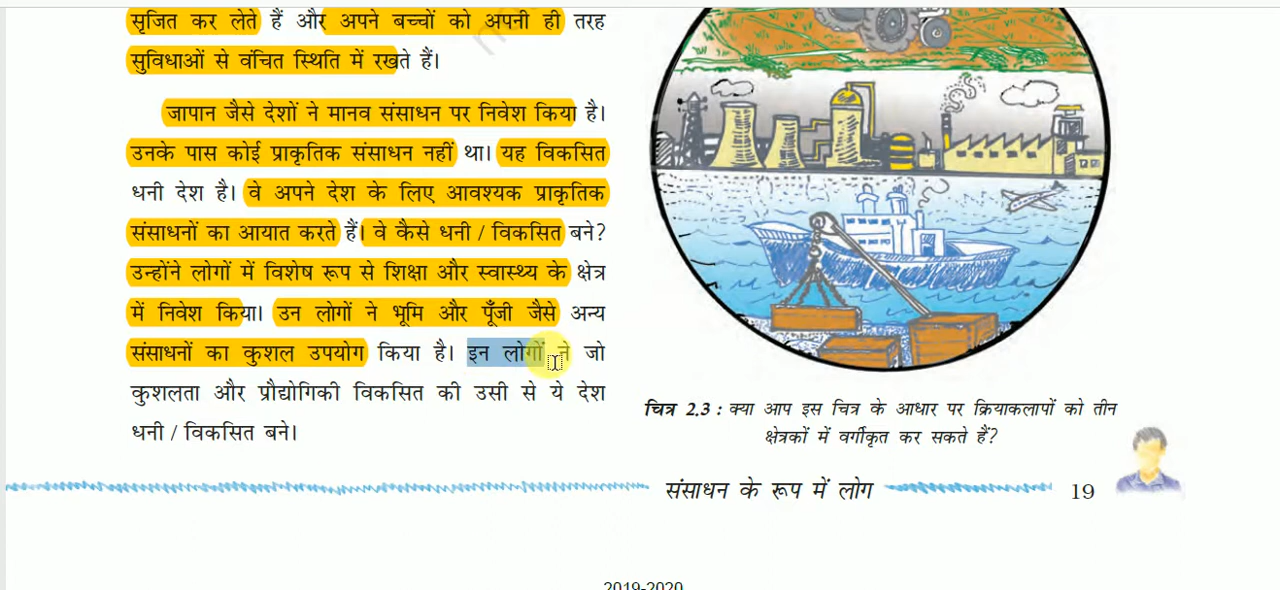 सृजित कर लेते हैं और अपने बच्चों को अपनी ही तरह
सुविधाओं से वंचित स्थिति में रखते हैं।
जापान जैसे देशों ने मानव संसाधन पर निवेश किया है।
उनके पास कोई प्राकृतिक संसाधन नहीं था। यह विकसित
धनी देश है। वे अपने देश के लिए आवश्यक प्राकृतिक
संसाधनों का आयात करते हैं। वे कैसे धनी / विकसित बने?
उन्होंने लोगों में विशेष रूप से शिक्षा और स्वास्थ्य के क्षेत्र
में निवेश किया। उन लोगों ने भूमि और पूँजी जैसे अन्य
संसाधनों का कुशल उपयोग किया है। इन लोगों ने जो
कुशलता और प्रौद्योगिकी विकसित की उसी से ये देश
धनी / विकसित बने।
चित्र 2.3 : क्या आप इस चित्र के आधार पर क्रियाकलापों को तीन
क्षेत्रकों में वर्गीकृत कर सकते हैं?
संसाधन के रूप में लोग 19
2019-2020